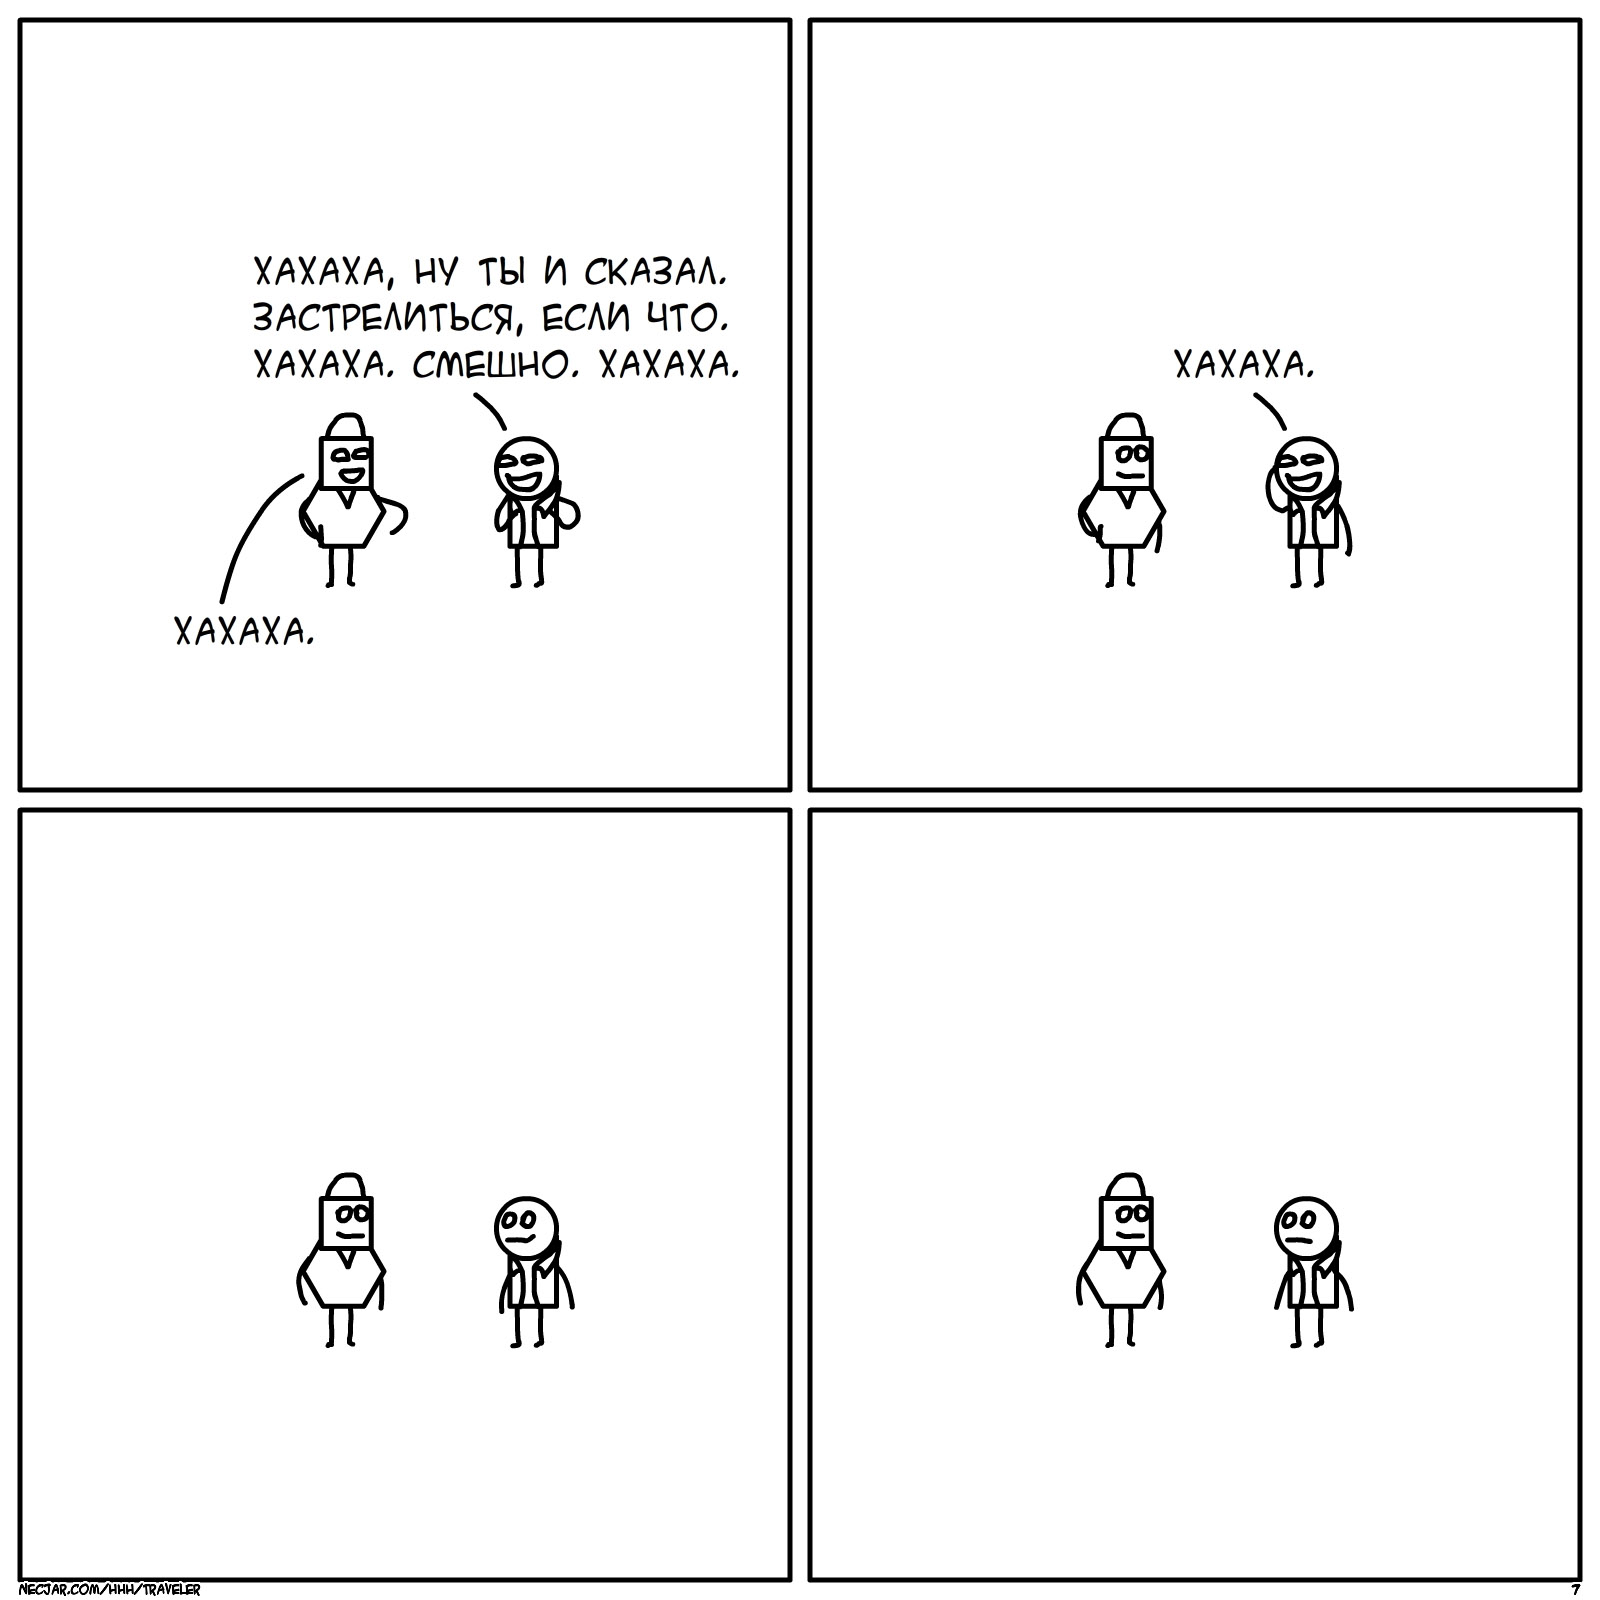 ХАХАХА, НУ ТЫ И СКАЗАЛ.
ЗАСТРЕЛИТЬСЯ, ЕСЛИ ЧТО.
ХАХАХА. СМЕШНО. ХАХАХА.
ХАХАХА.
ХАХАХА.
NECJAR.COM/HHH/TRAVELER
7